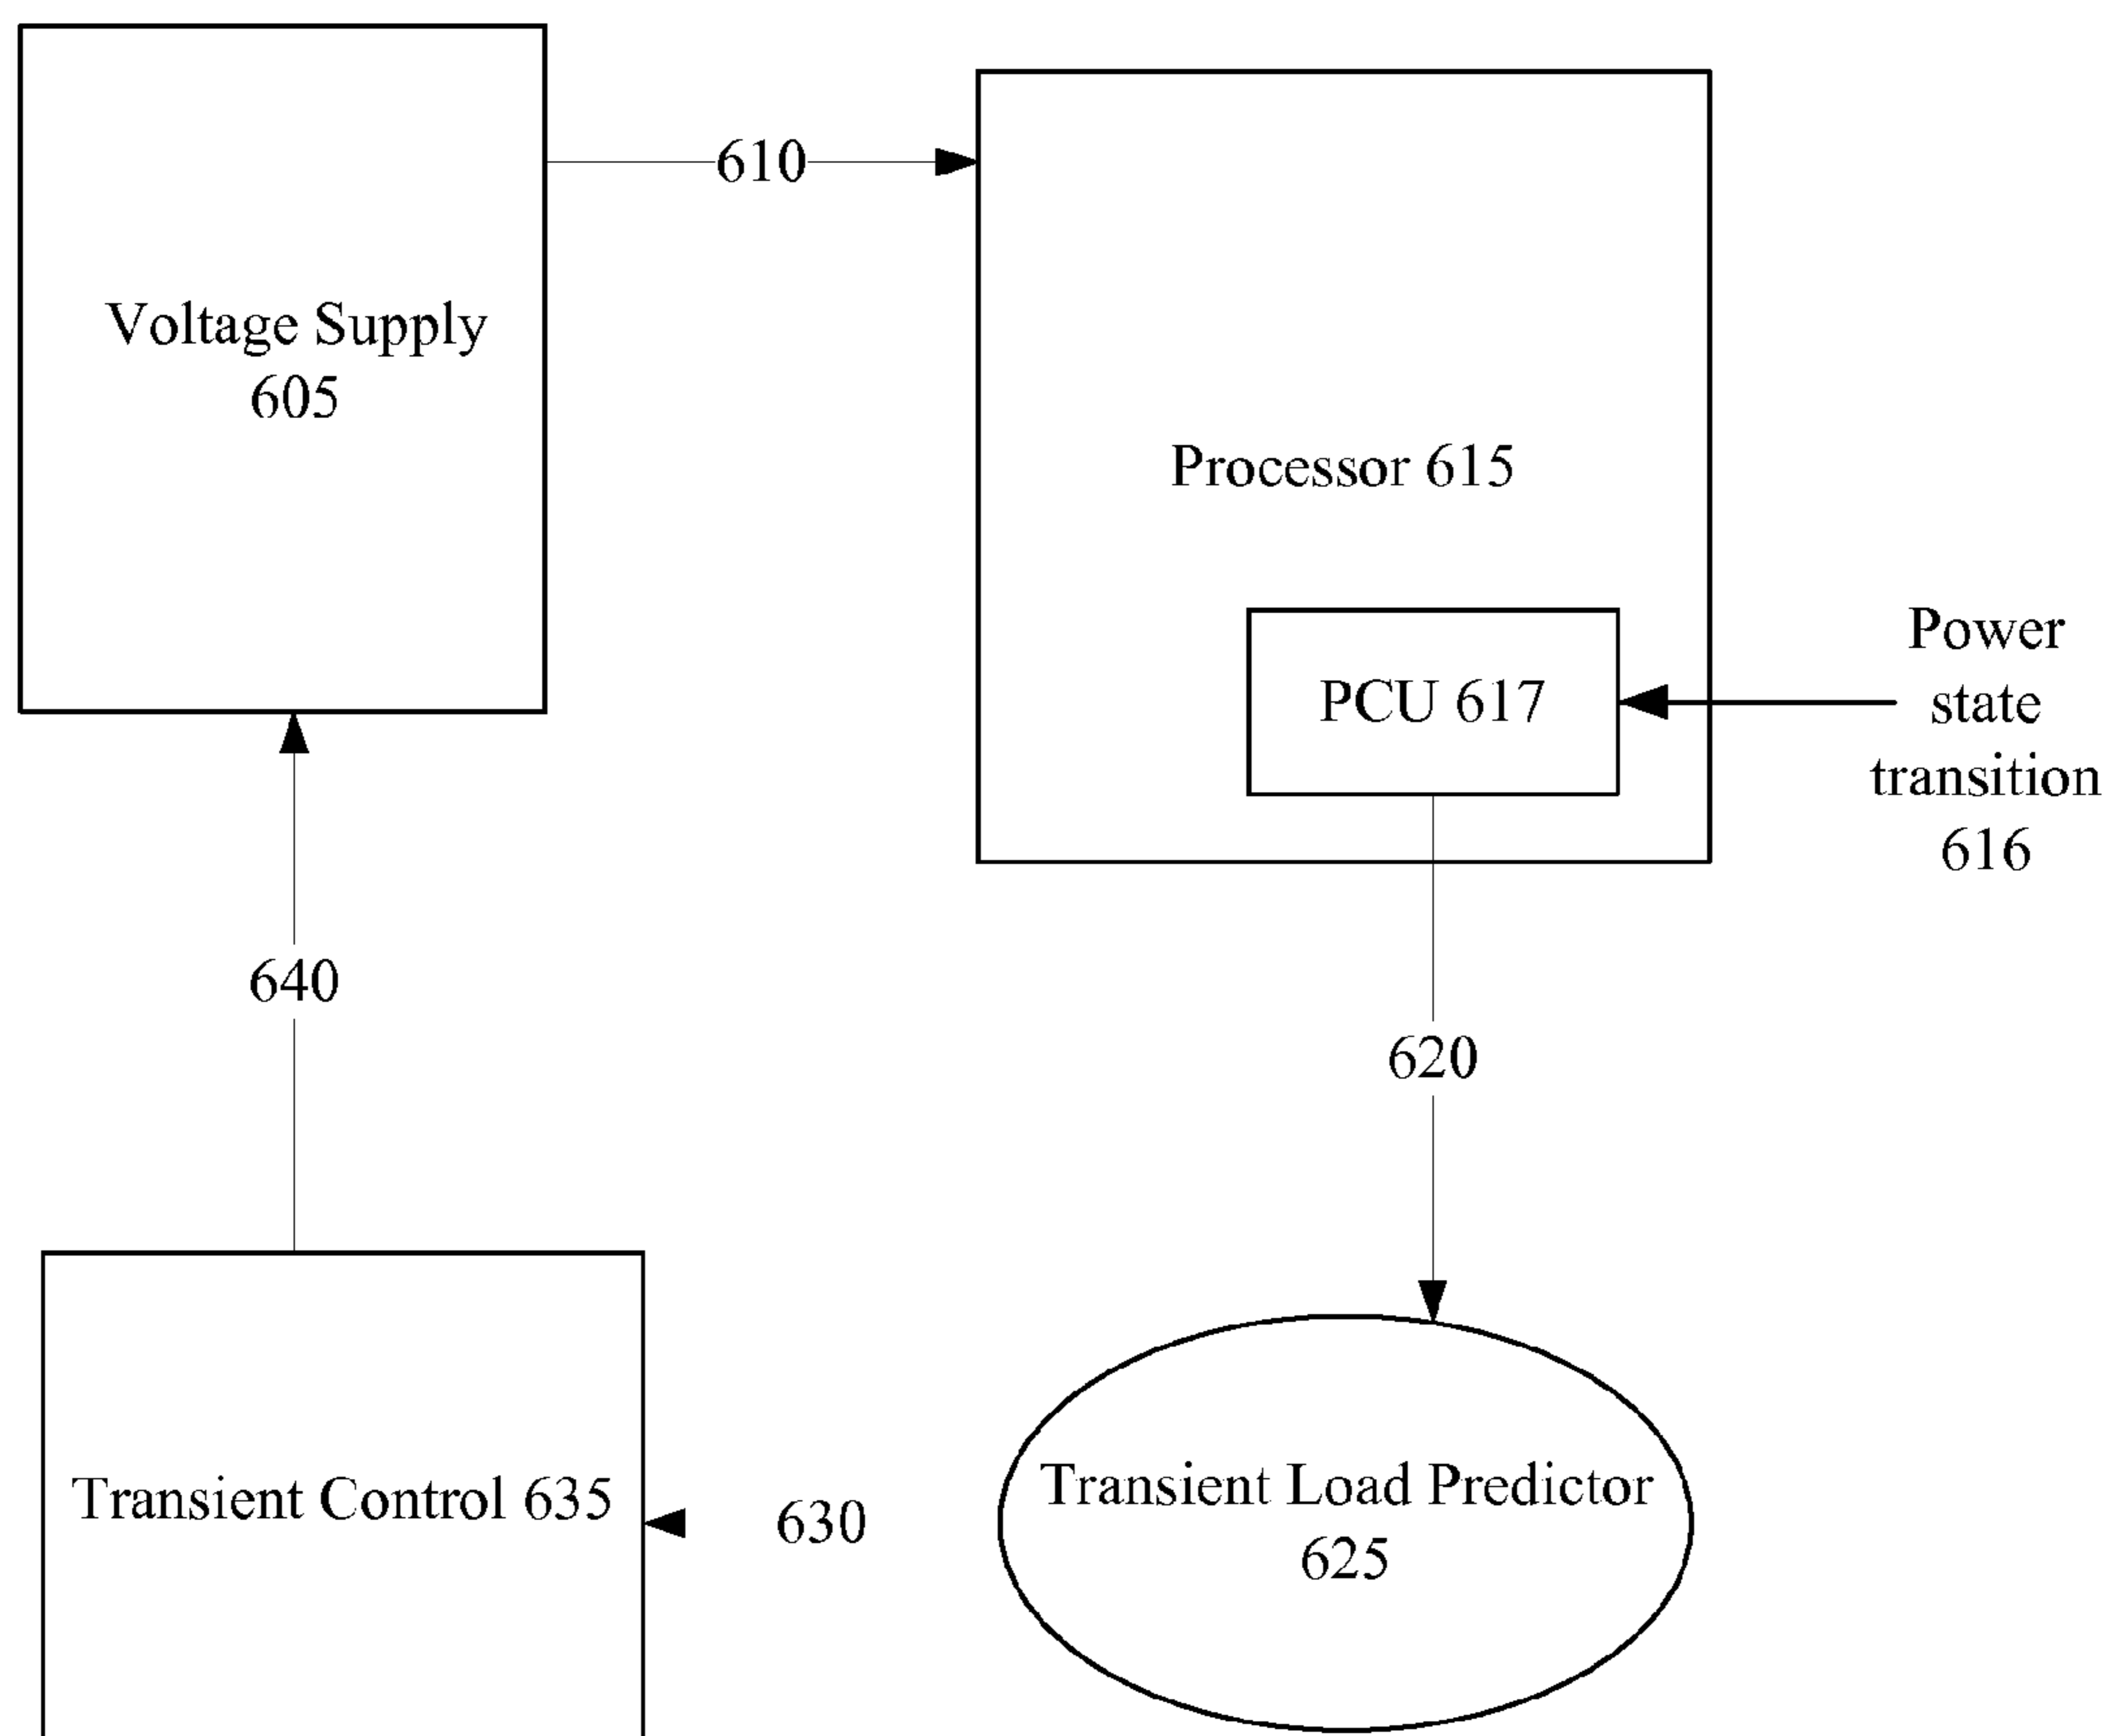 610
Voltage Supply
605
Processor 615
PCU 617
Power
state
transition
616
640
620
Transient Control 635
630
Transient Load Predictor
625